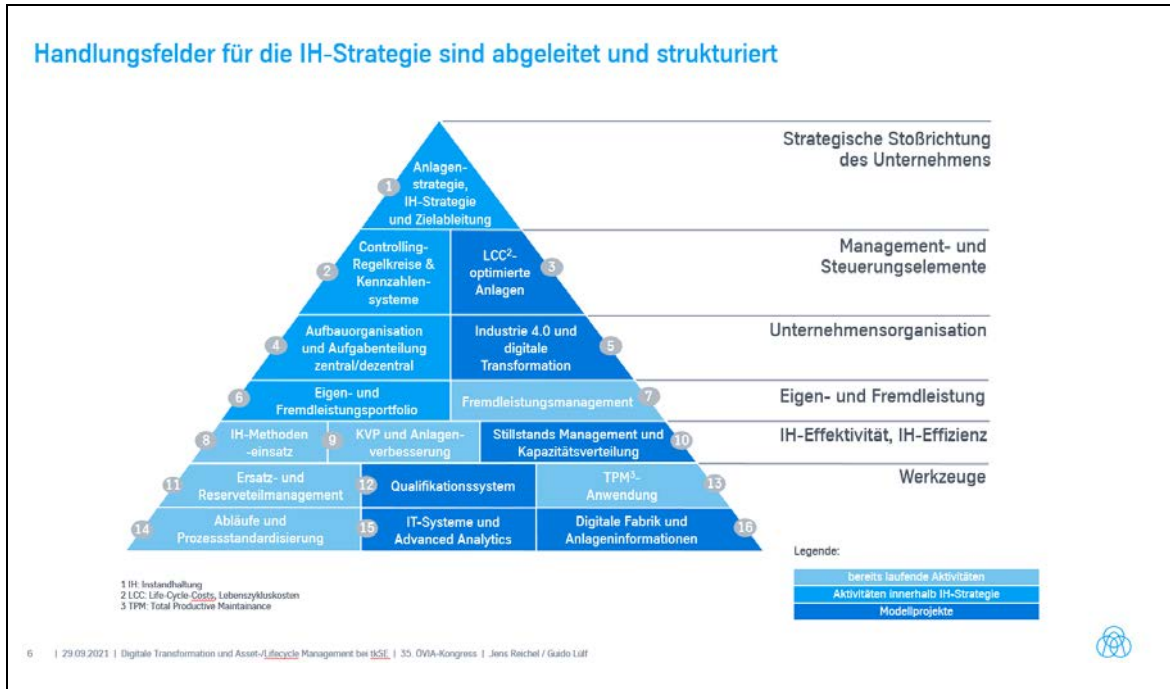 Handlungsfelder für die IH-Strategie sind abgeleitet und strukturiert
Strategische Stoßrichtung
des Unternehmens
1
Anlagen-
strategie,
IH-Strategie
und Zielableitung
Management- und
Steuerungselemente
2
Controlling-
Regelkreise &
Kennzahlen-
systeme
LCC²-
optimierte
Anlagen
3
Unternehmensorganisation
4
Aufbauorganisation
und Aufgabenteilung
zentral/dezentral
Industrie 4.0 und
digitale
Transformation
5
Eigen- und Fremdleistung
6
Eigen- und
Fremdleistungsportfolio
Fremdleistungsmanagement
7
IH-Effektivität, IH-Effizienz
8
IH-Methoden
-einsatz
9
KVP und Anlagen-
verbesserung
Stillstands Management und
Kapazitätsverteilung
10
Werkzeuge
11
Ersatz- und
Reserveteilmanagement
12
Qualifikationssystem
TPM³-
Anwendung
13
14
Abläufe und
Prozessstandardisierung
15
IT-Systeme und
Advanced Analytics
Digitale Fabrik und
Anlageninformationen
16
Legende:
bereits laufende Aktivitäten
Aktivitäten innerhalb IH-Strategie
Modellprojekte
1 IH: Instandhaltung
2 LCC: Life-Cycle-Costs, Lebenszykluskosten
3 TPM: Total Productive Maintainance
6 | 29.09.2021 | Digitale Transformation und Asset-/Lifecycle Management bei tkSE | 35. ÖVIA-Kongress | Jens Reichel / Guido Lülf